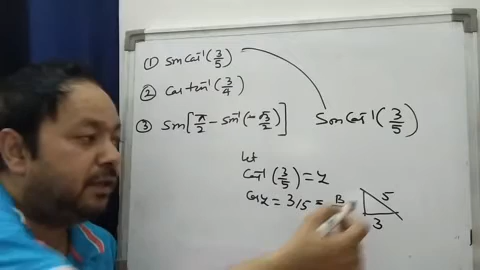 ① Sin Cos⁻¹(3/5)
② Cos tan⁻¹(3/4)
③ Sin[π/2 - Sin⁻¹(-√3/2)]
Sin Cos⁻¹(3/5)
Let
Cos⁻¹(3/5) = z
Cos z = 3/5 = B
5
3